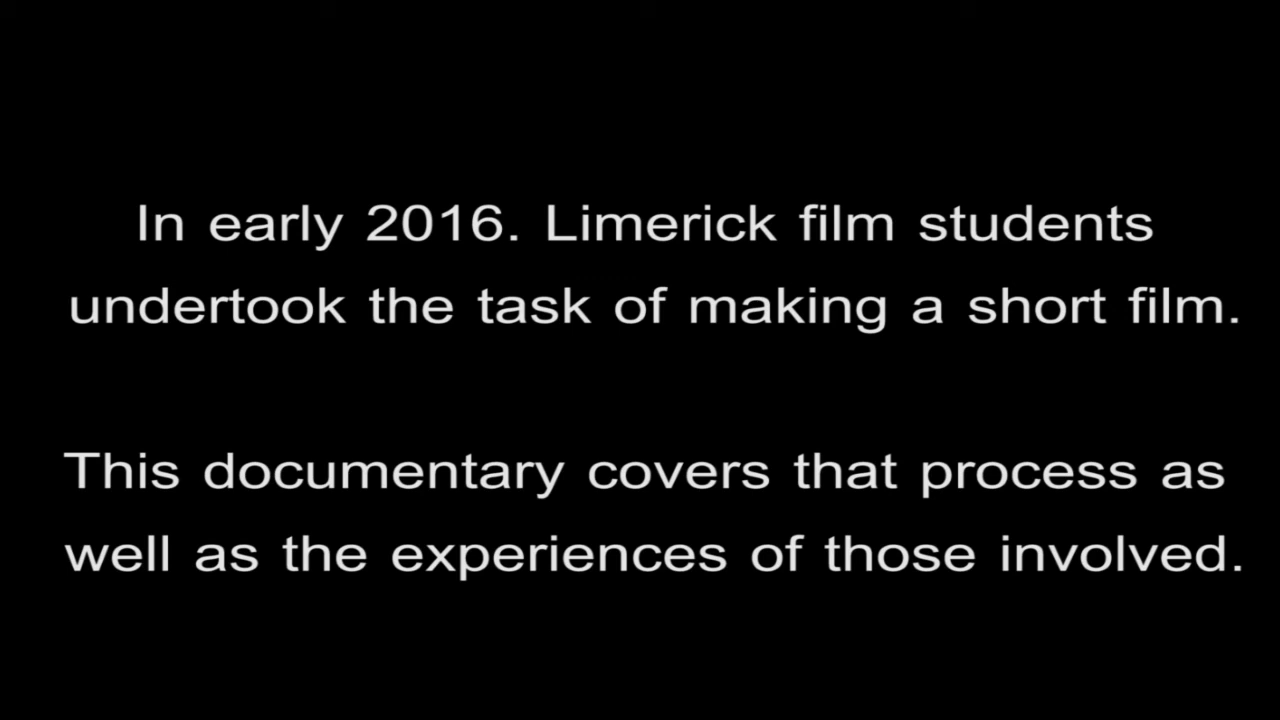 In early 2016. Limerick film students
undertook the task of making a short film.
This documentary covers that process as
well as the experiences of those involved.